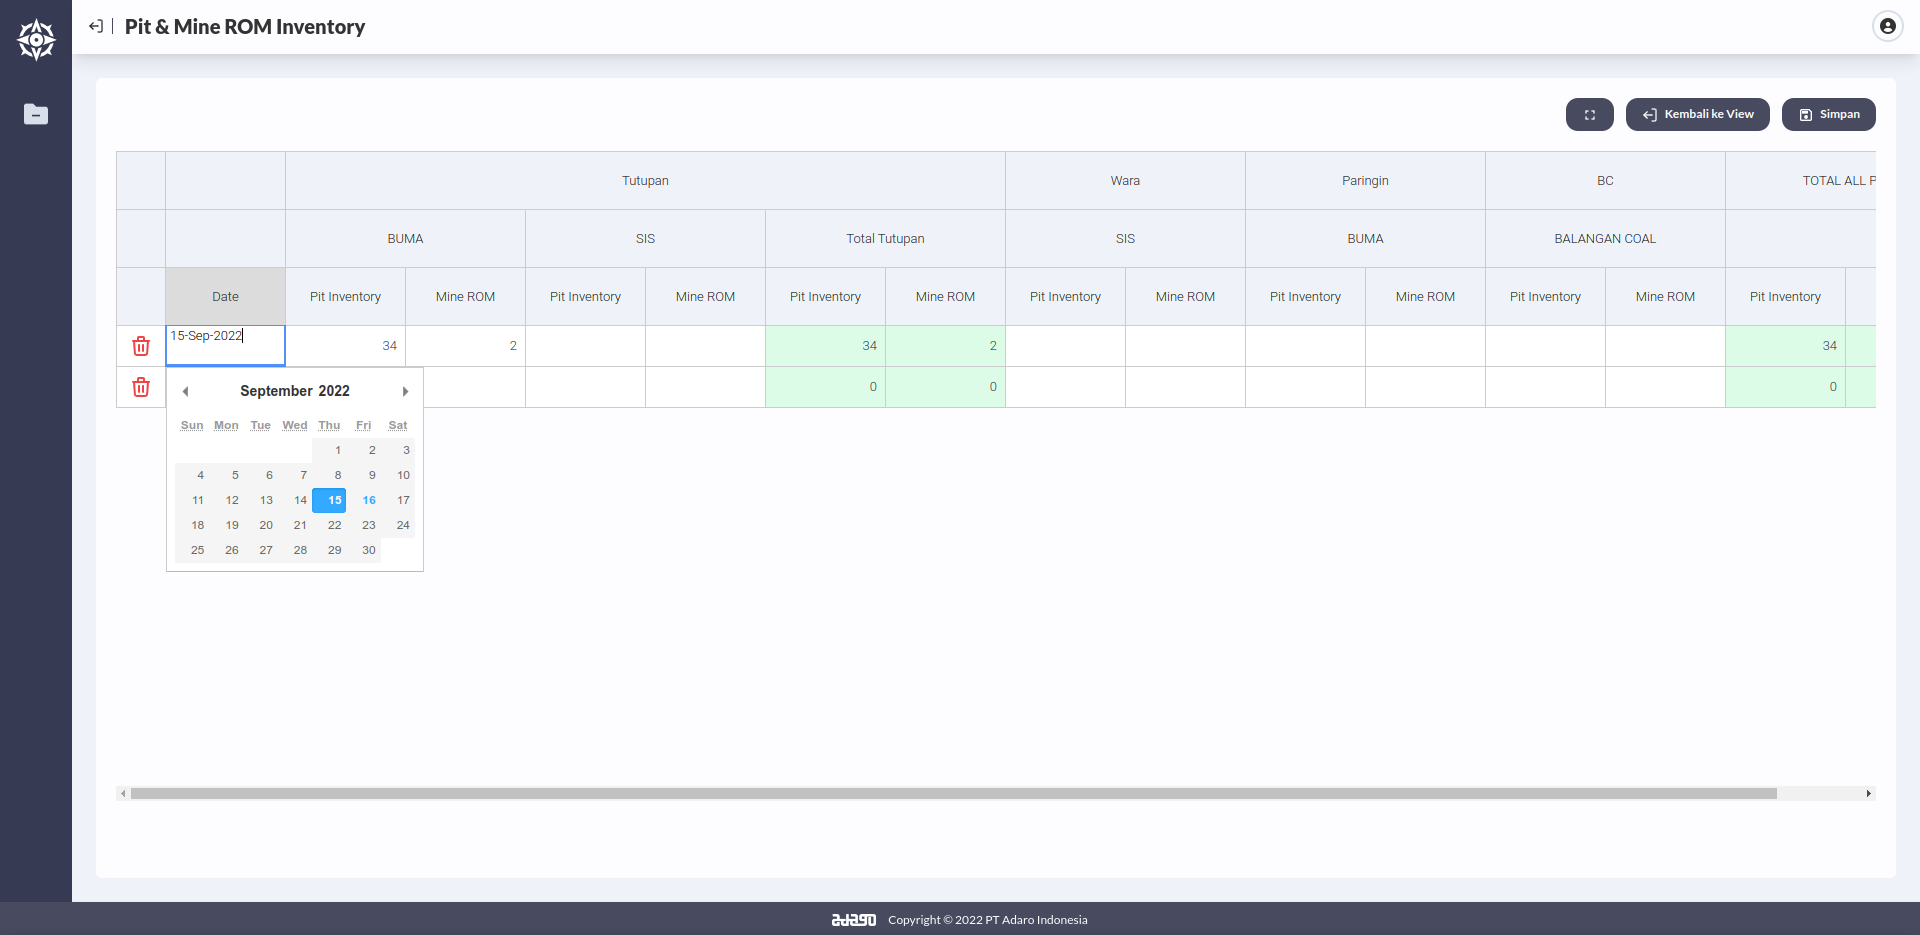 Pit & Mine ROM Inventory
Kembali ke View
Simpan
Tutupan Wara Paringin BC TOTAL ALL P
BUMA SIS Total Tutupan SIS BUMA BALANGAN COAL
Date Pit Inventory Mine ROM Pit Inventory Mine ROM Pit Inventory Mine ROM Pit Inventory Mine ROM Pit Inventory Mine ROM Pit Inventory Mine ROM Pit Inventory
15-Sep-2022 34 2 34 2 34
0 0 0
September 2022
Sun Mon Tue Wed Thu Fri Sat
1 2 3
4 5 6 7 8 9 10
11 12 13 14 15 16 17
18 19 20 21 22 23 24
25 26 27 28 29 30
adaro Copyright © 2022 PT Adaro Indonesia